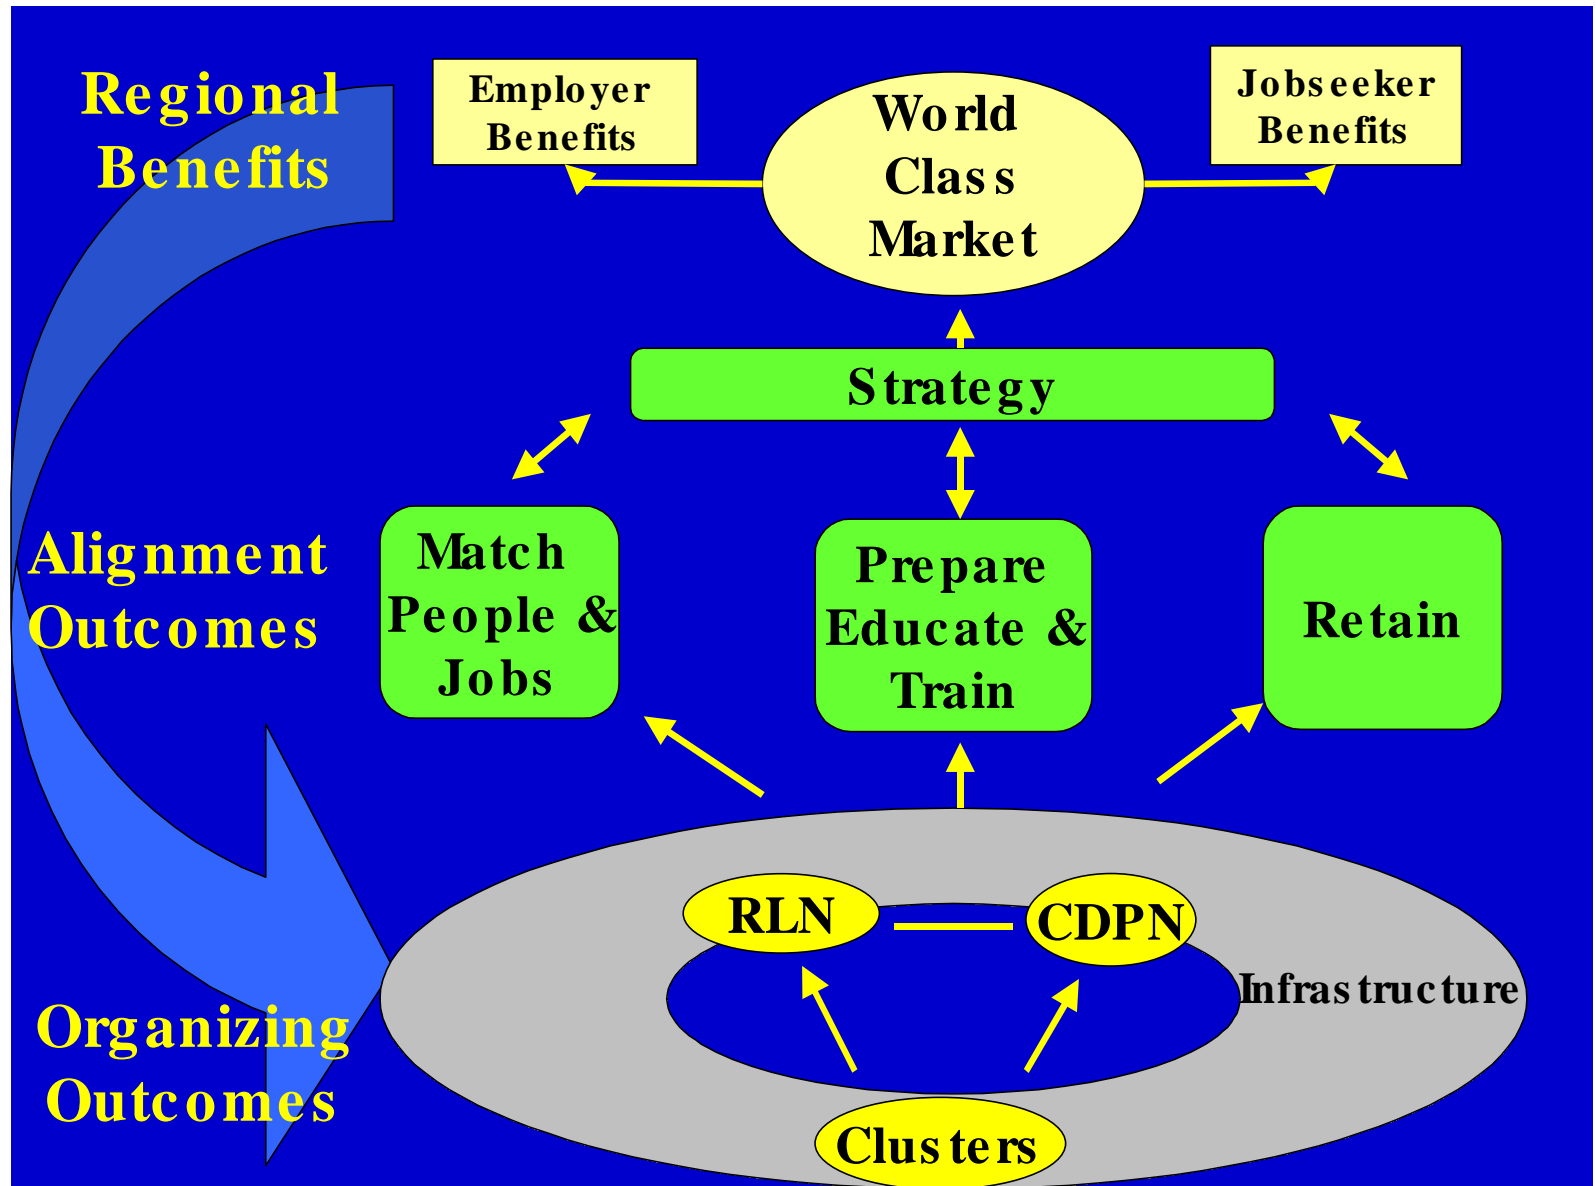 Regional
Benefits
Employer
Benefits
World
Class
Market
Jobseeker
Benefits
Strategy
Alignment
Outcomes
Match
People &
Jobs
Prepare
Educate &
Train
Retain
RLN
CDPN
Infrastructure
Organizing
Outcomes
Clusters